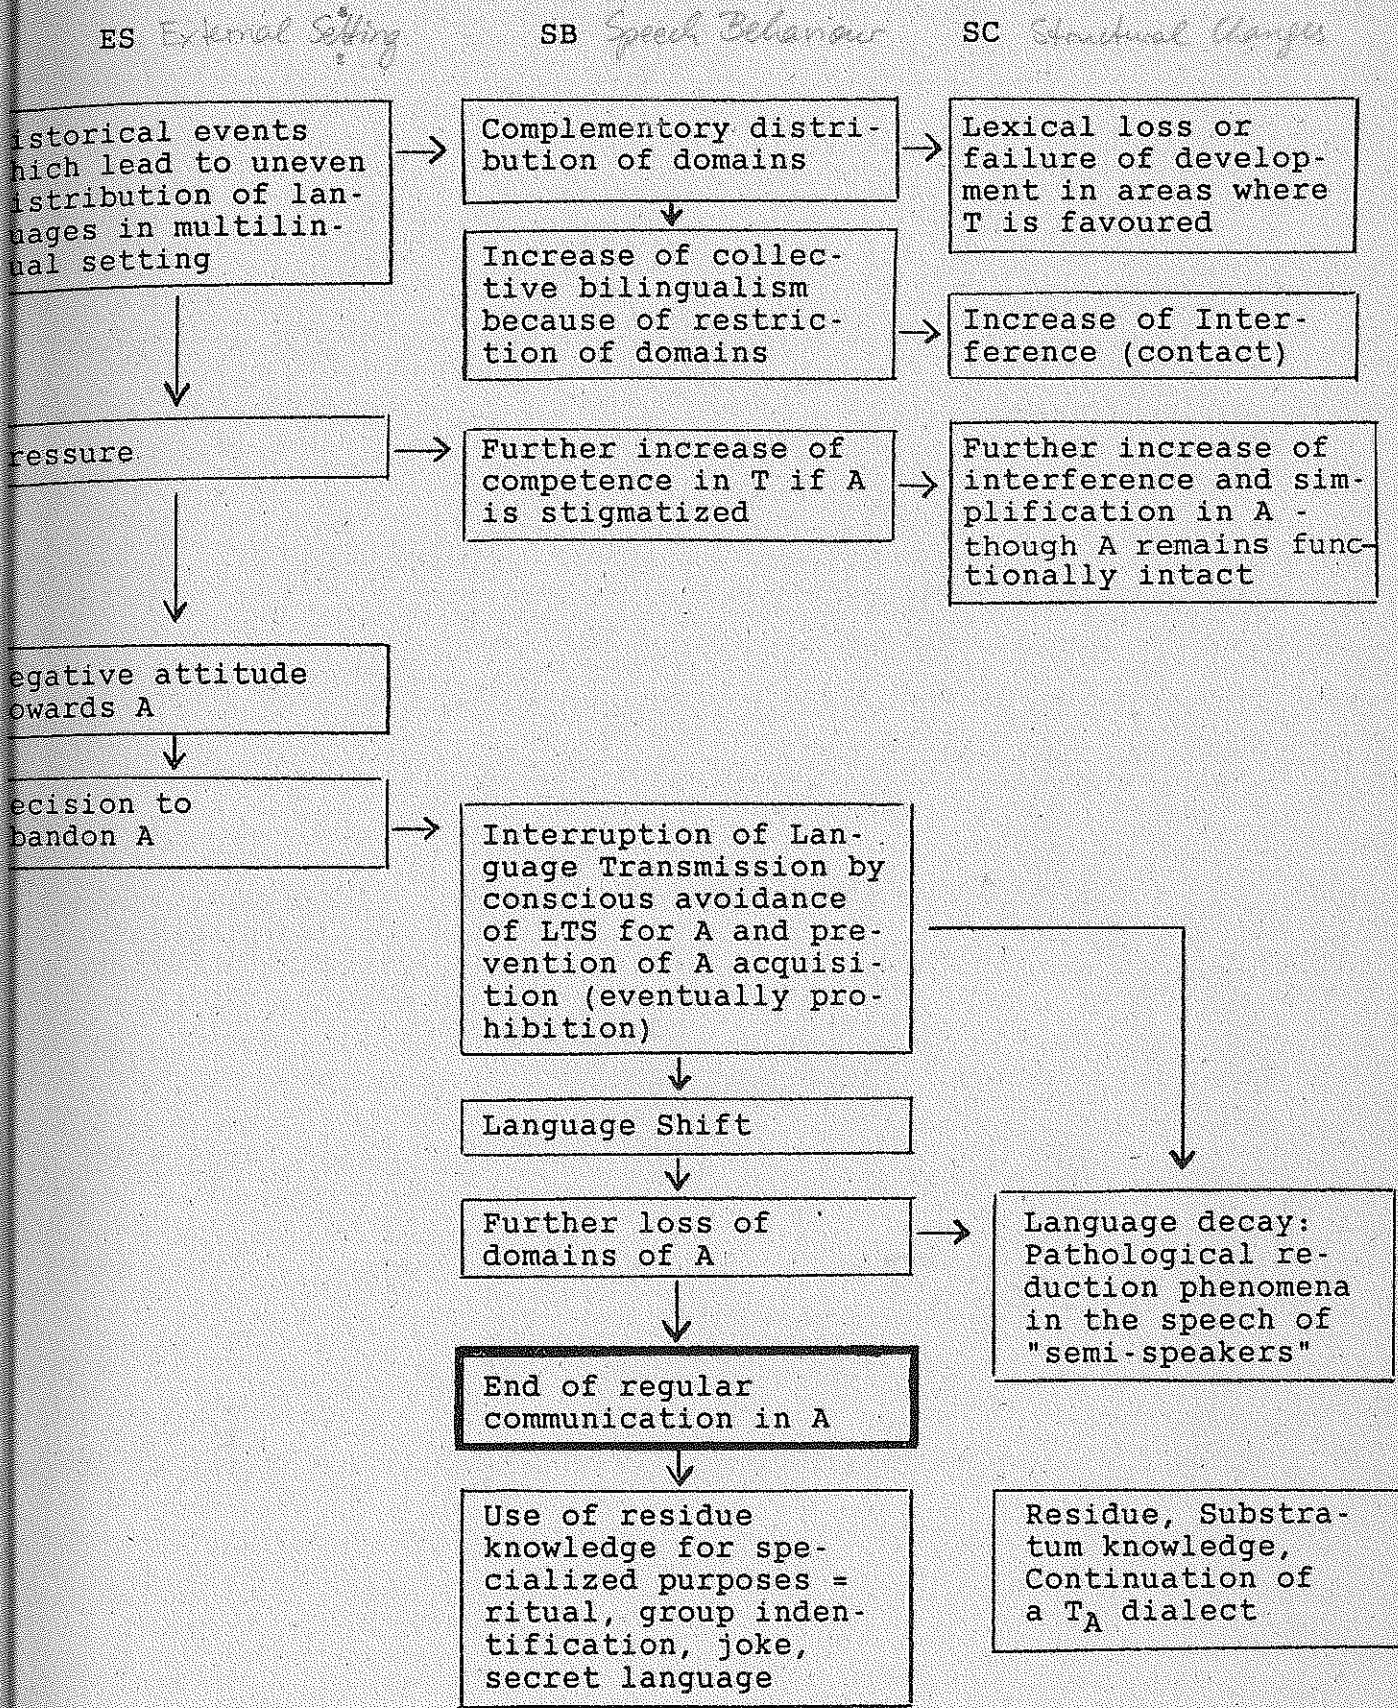 ES External Setting
SB Speech Behaviour
SC Structural Changes
istorical events
hich lead to uneven
istribution of lan-
uages in multilin-
ual setting
Complementory distri-
bution of domains
Lexical loss or
failure of develop-
ment in areas where
T is favoured
Increase of collec-
tive bilingualism
because of restric-
tion of domains
Increase of Inter-
ference (contact)
ressure
Further increase of
competence in T if A
is stigmatized
Further increase of
interference and sim-
plification in A -
though A remains func-
tionally intact
egative attitude
owards A
ecision to
bandon A
Interruption of Lan-
guage Transmission by
conscious avoidance
of LTS for A and pre-
vention of A acquisi-
tion (eventually pro-
hibition)
Language Shift
Further loss of
domains of A
Language decay:
Pathological re-
duction phenomena
in the speech of
"semi-speakers"
End of regular
communication in A
Use of residue
knowledge for spe-
cialized purposes =
ritual, group inden-
tification, joke,
secret language
Residue, Substra-
tum knowledge,
Continuation of
a T_A dialect